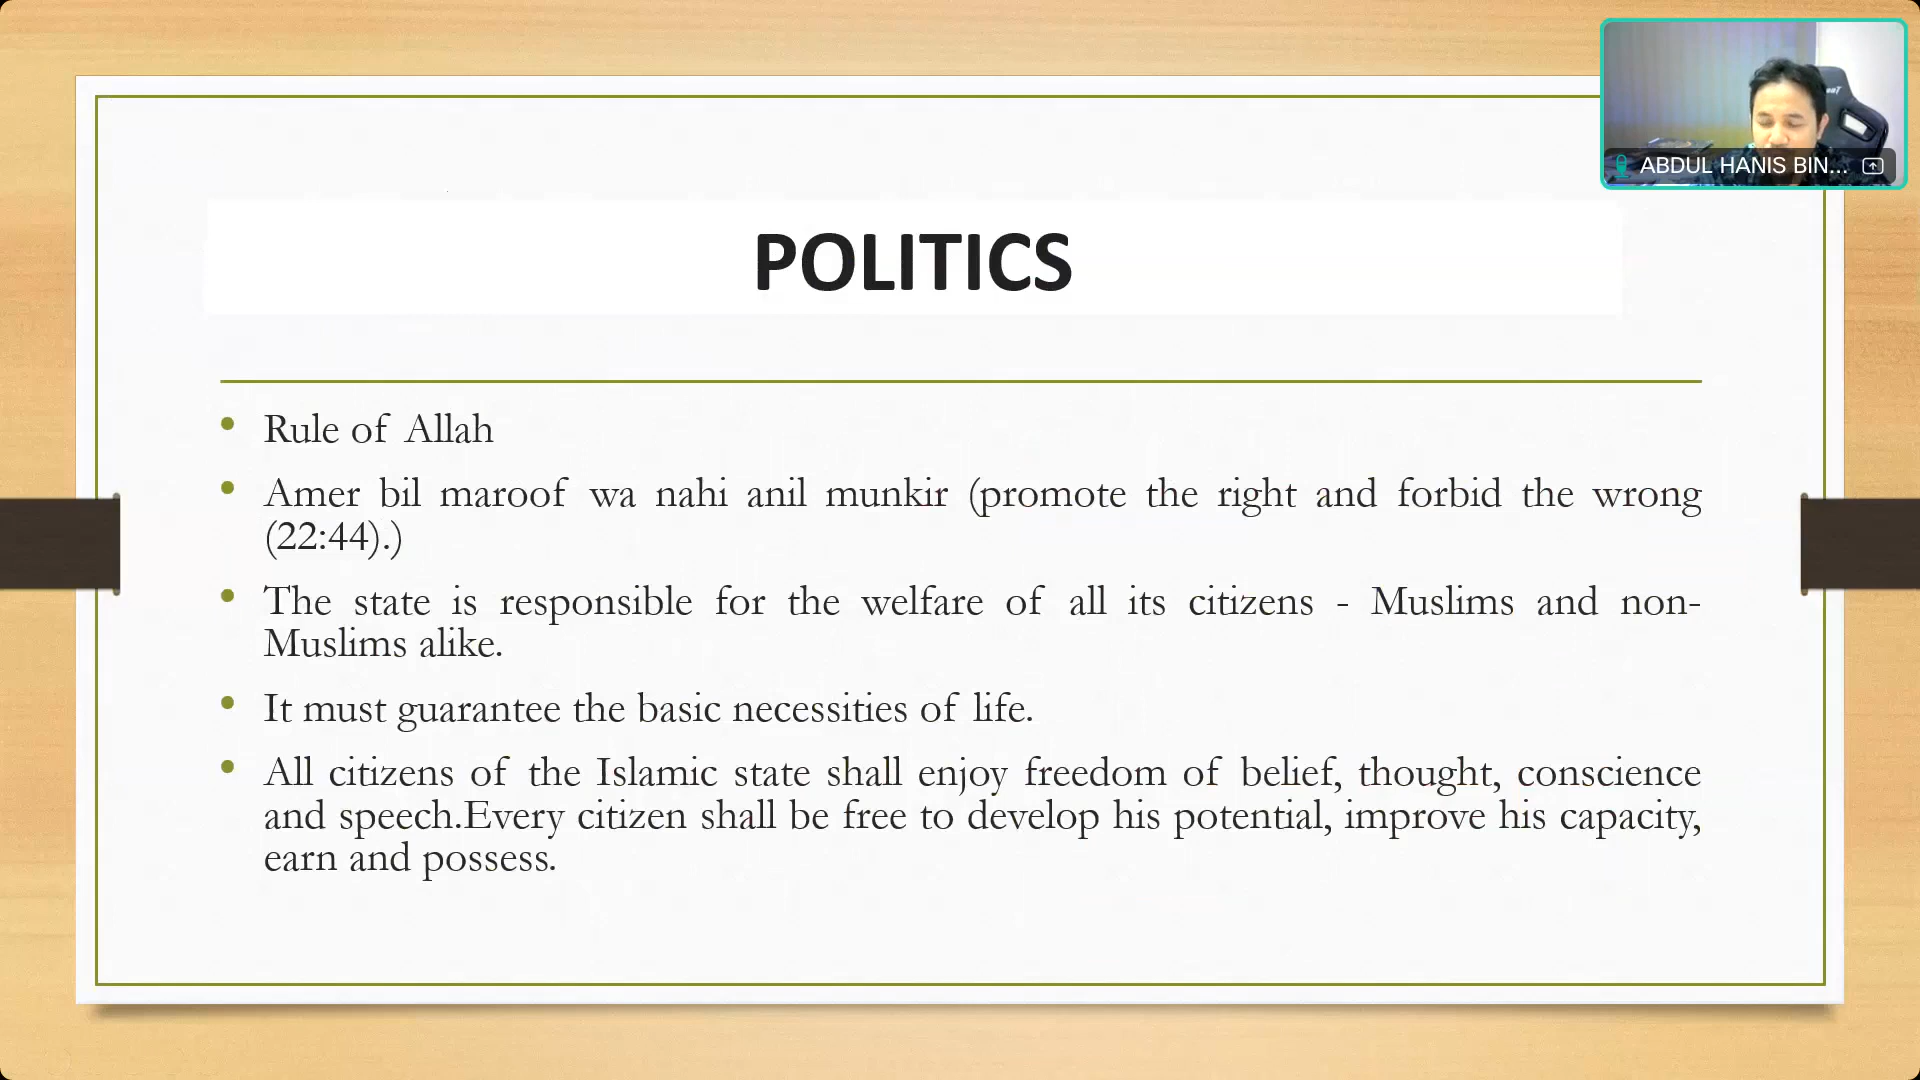 ABDUL HANIS BIN...
POLITICS
• Rule of Allah
• Amer bil maroof wa nahi anil munkir (promote the right and forbid the wrong
(22:44).)
• The state is responsible for the welfare of all its citizens - Muslims and non-
Muslims alike.
• It must guarantee the basic necessities of life.
• All citizens of the Islamic state shall enjoy freedom of belief, thought, conscience
and speech.Every citizen shall be free to develop his potential, improve his capacity,
earn and possess.